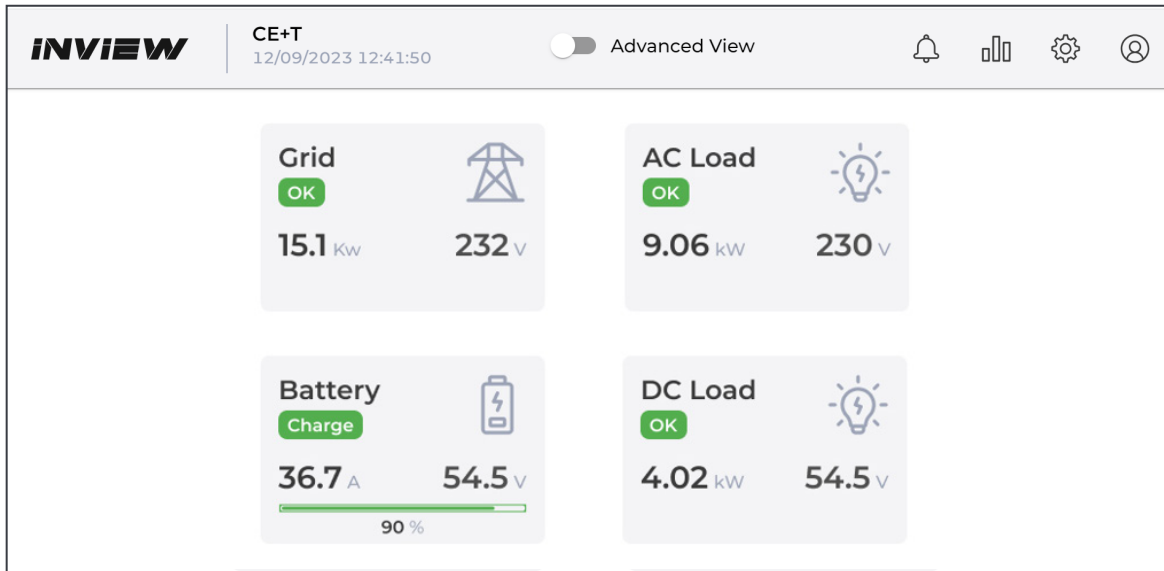 INVIEW
CE+T
12/09/2023 12:41:50
Advanced View
Grid
OK
15.1 Kw 232 V
AC Load
OK
9.06 kW 230 V
Battery
Charge
36.7 A 54.5 V
90 %
DC Load
OK
4.02 kW 54.5 V